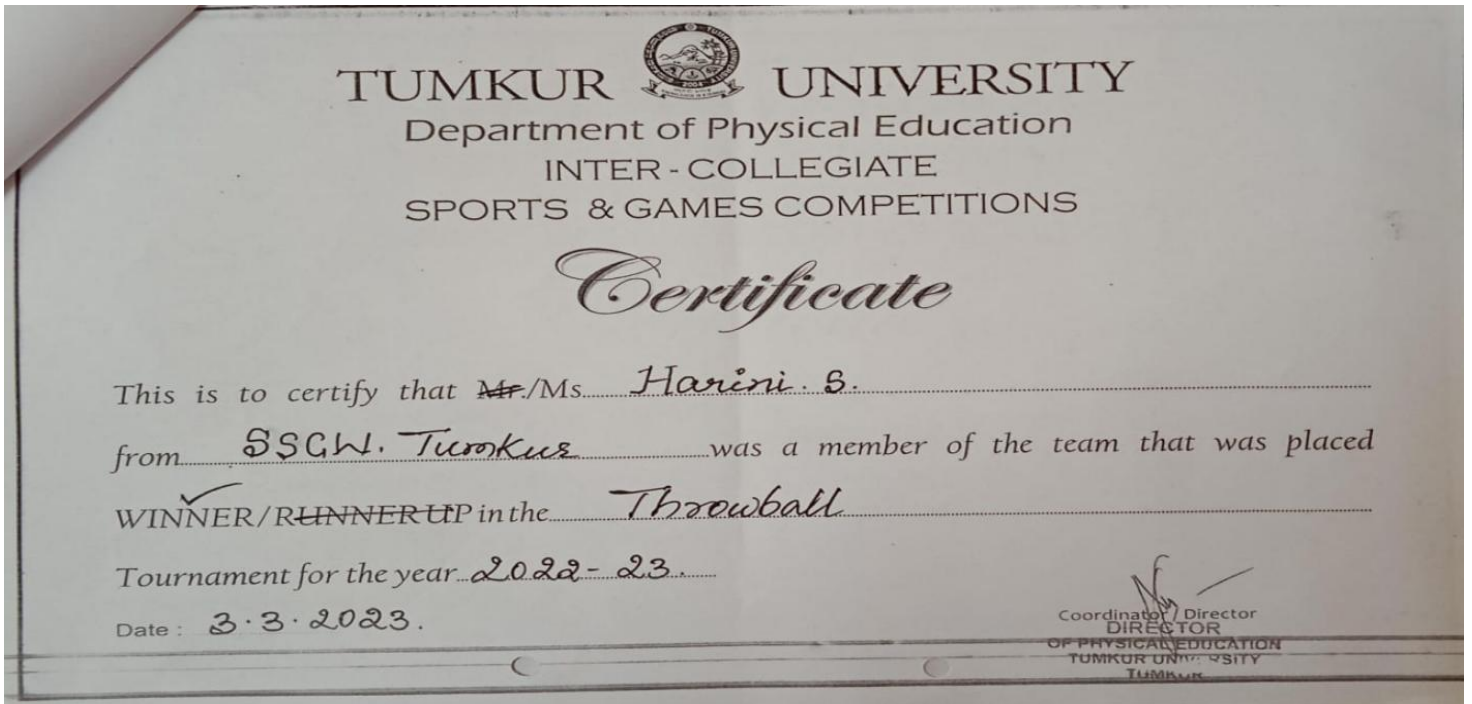 TUMKUR UNIVERSITY
Department of Physical Education
INTER - COLLEGIATE
SPORTS & GAMES COMPETITIONS
Certificate
This is to certify that Mr./Ms. Harini. S.
from SSGW. Tumkur was a member of the team that was placed
WINNER/RUNNER UP in the Throwball
Tournament for the year 2022-23.
Date : 3.3.2023.
Coordinator / Director
DIRECTOR
OF PHYSICAL EDUCATION
TUMKUR UNIVERSITY
TUMKUR